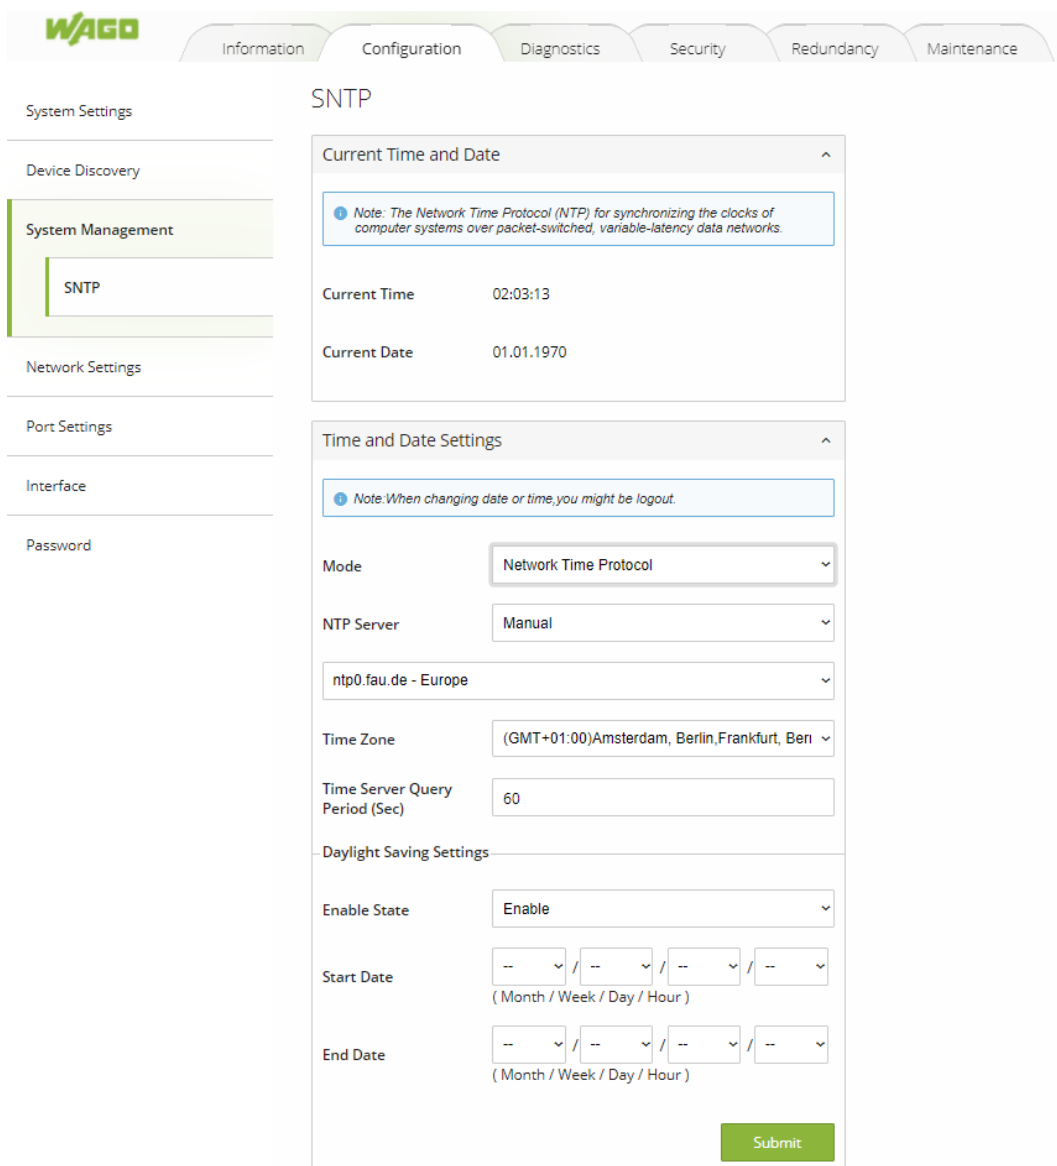 WAGO
Information Configuration Diagnostics Security Redundancy Maintenance
System Settings
Device Discovery
System Management
SNTP
Network Settings
Port Settings
Interface
Password
SNTP
Current Time and Date
Note: The Network Time Protocol (NTP) for synchronizing the clocks of
computer systems over packet-switched, variable-latency data networks.
Current Time 02:03:13
Current Date 01.01.1970
Time and Date Settings
Note:When changing date or time,you might be logout.
Mode Network Time Protocol
NTP Server Manual
ntp0.fau.de - Europe
Time Zone (GMT+01:00)Amsterdam, Berlin,Frankfurt, Bern
Time Server Query
Period (Sec) 60
Daylight Saving Settings
Enable State Enable
Start Date -- / -- / -- / --
( Month / Week / Day / Hour )
End Date -- / -- / -- / --
( Month / Week / Day / Hour )
Submit